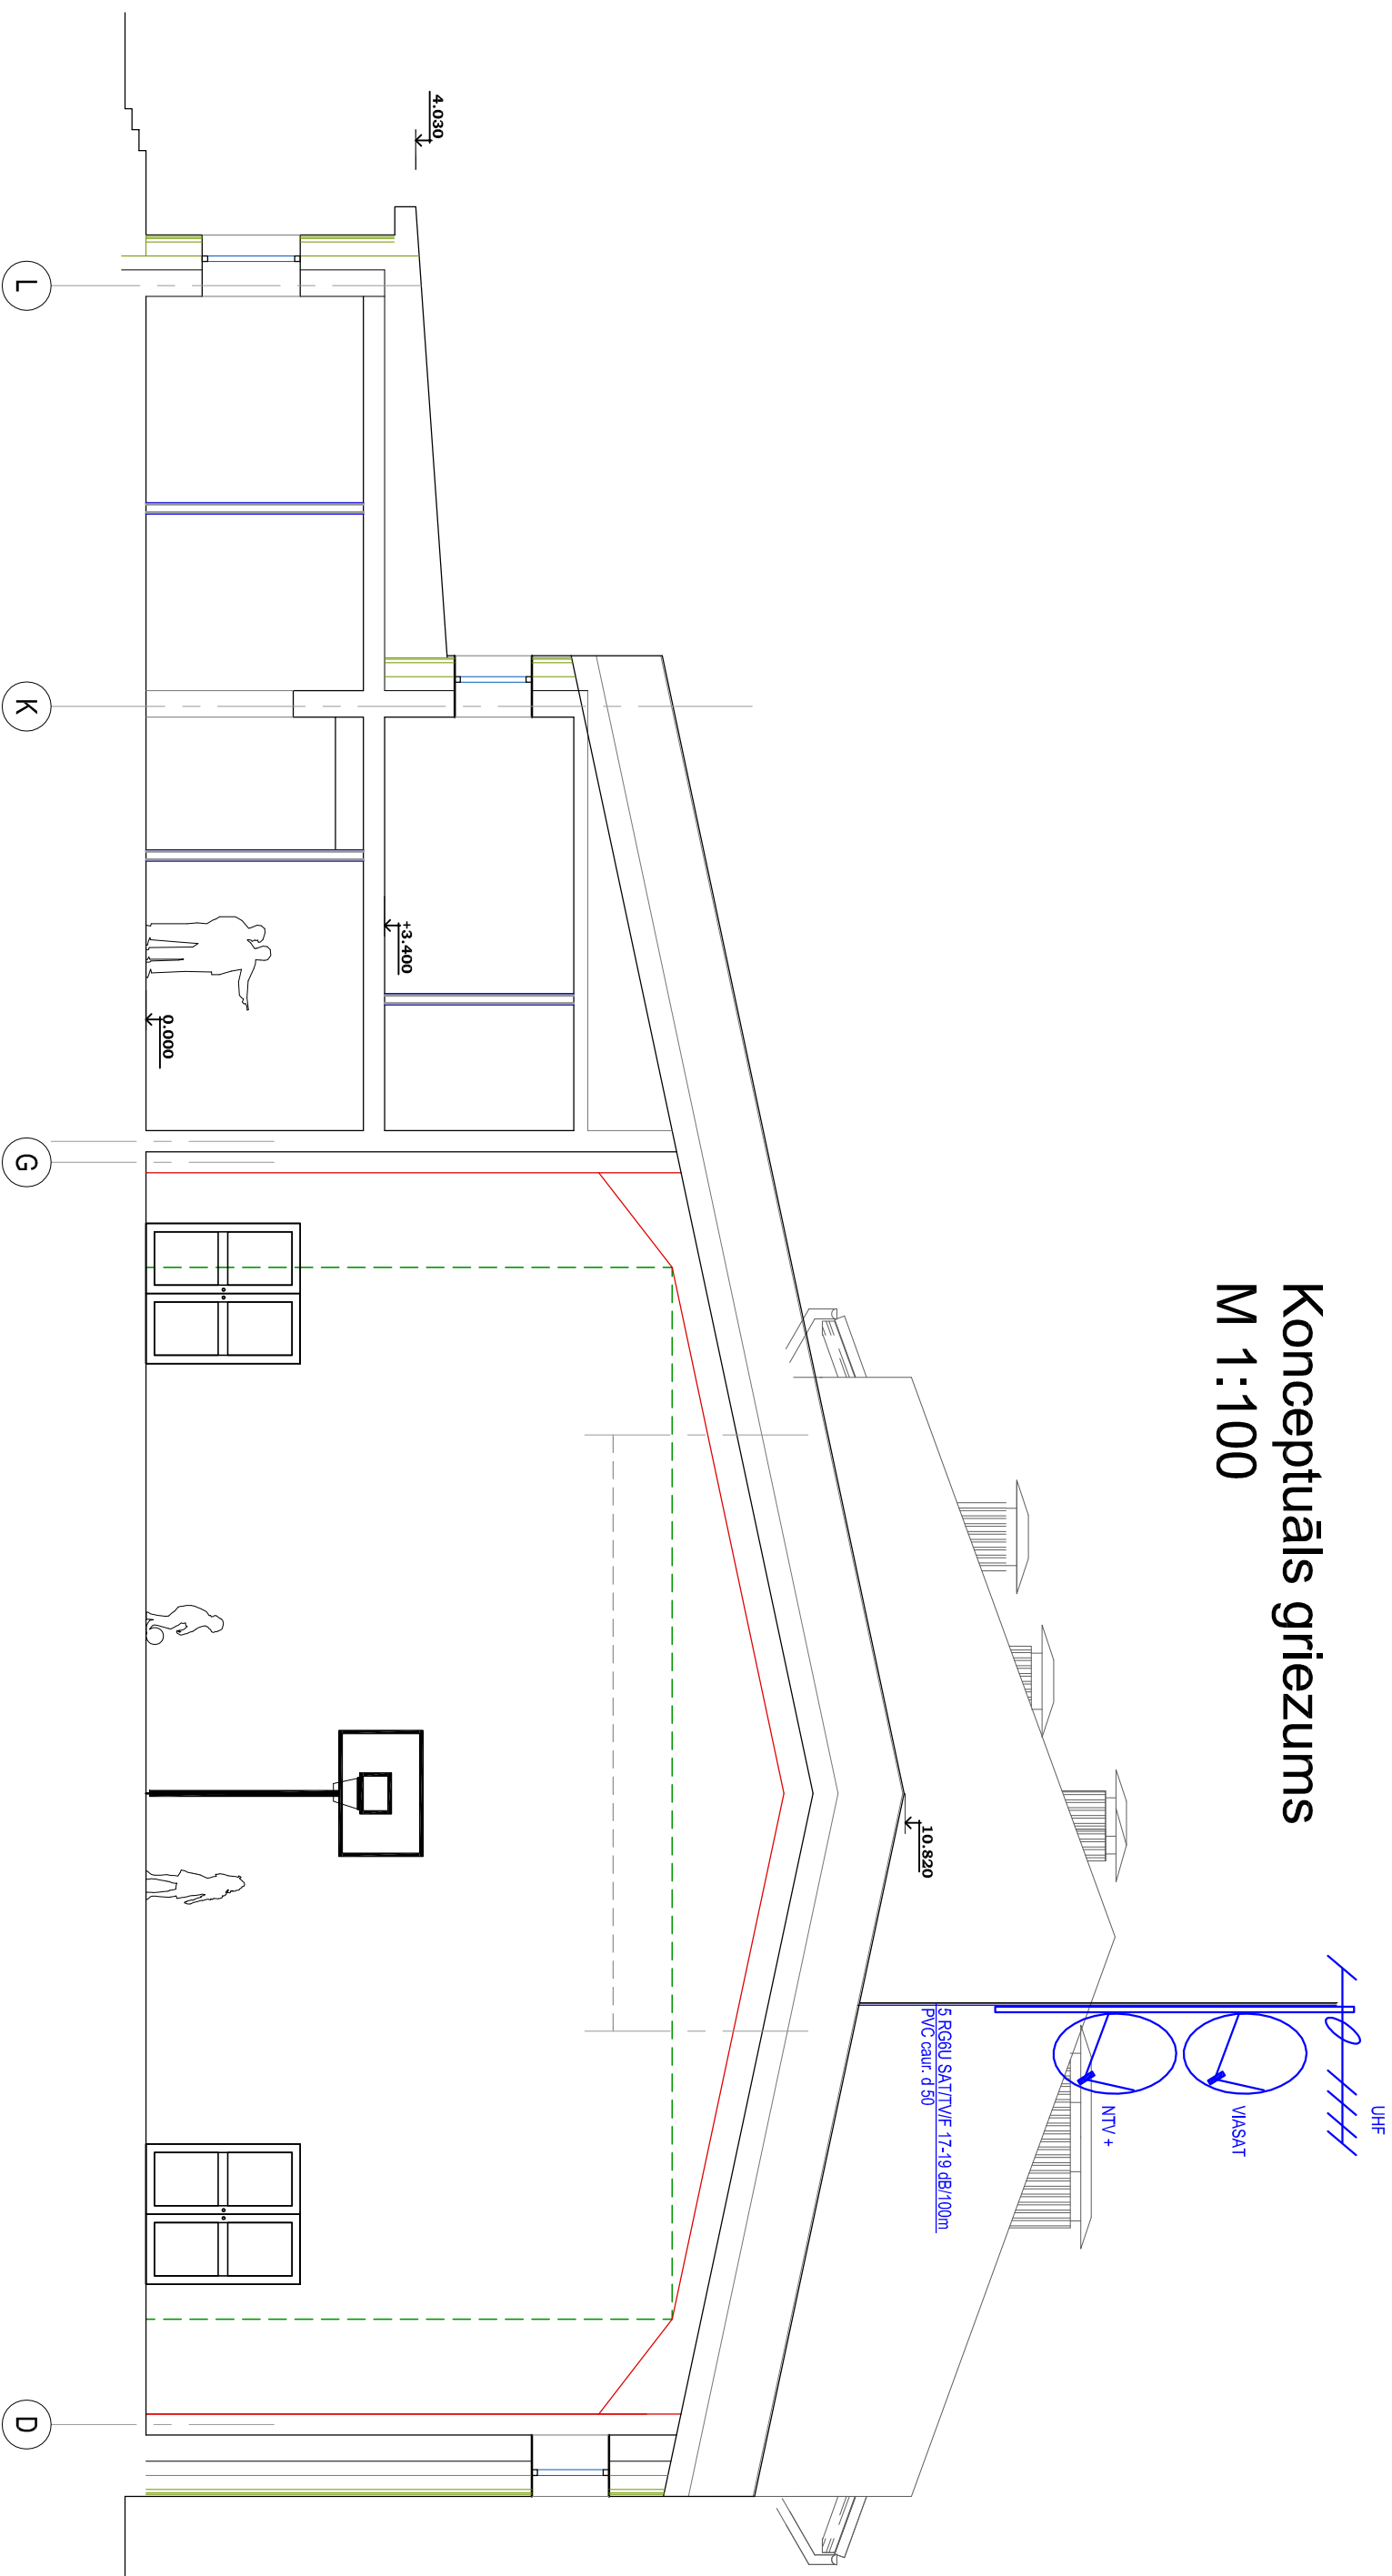 Konceptuāls griezums
M 1:100
UHF
VIASAT
NTV +
5 RG6U SAT/TV/F 17-19 dB/100m
PVC caur. d 50
10.820
4.030
+3.400
0.000
L
K
G
D